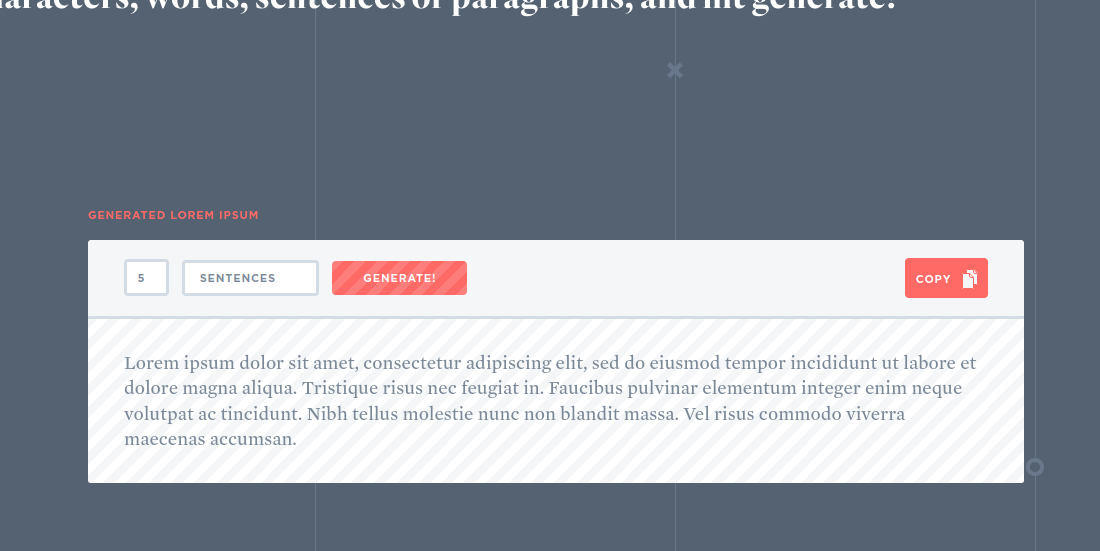 characters, words, sentences or paragraphs, and hit generate.
GENERATED LOREM IPSUM
5
SENTENCES
GENERATE!
COPY
Lorem ipsum dolor sit amet, consectetur adipiscing elit, sed do eiusmod tempor incididunt ut labore et
dolore magna aliqua. Tristique risus nec feugiat in. Faucibus pulvinar elementum integer enim neque
volutpat ac tincidunt. Nibh tellus molestie nunc non blandit massa. Vel risus commodo viverra
maecenas accumsan.